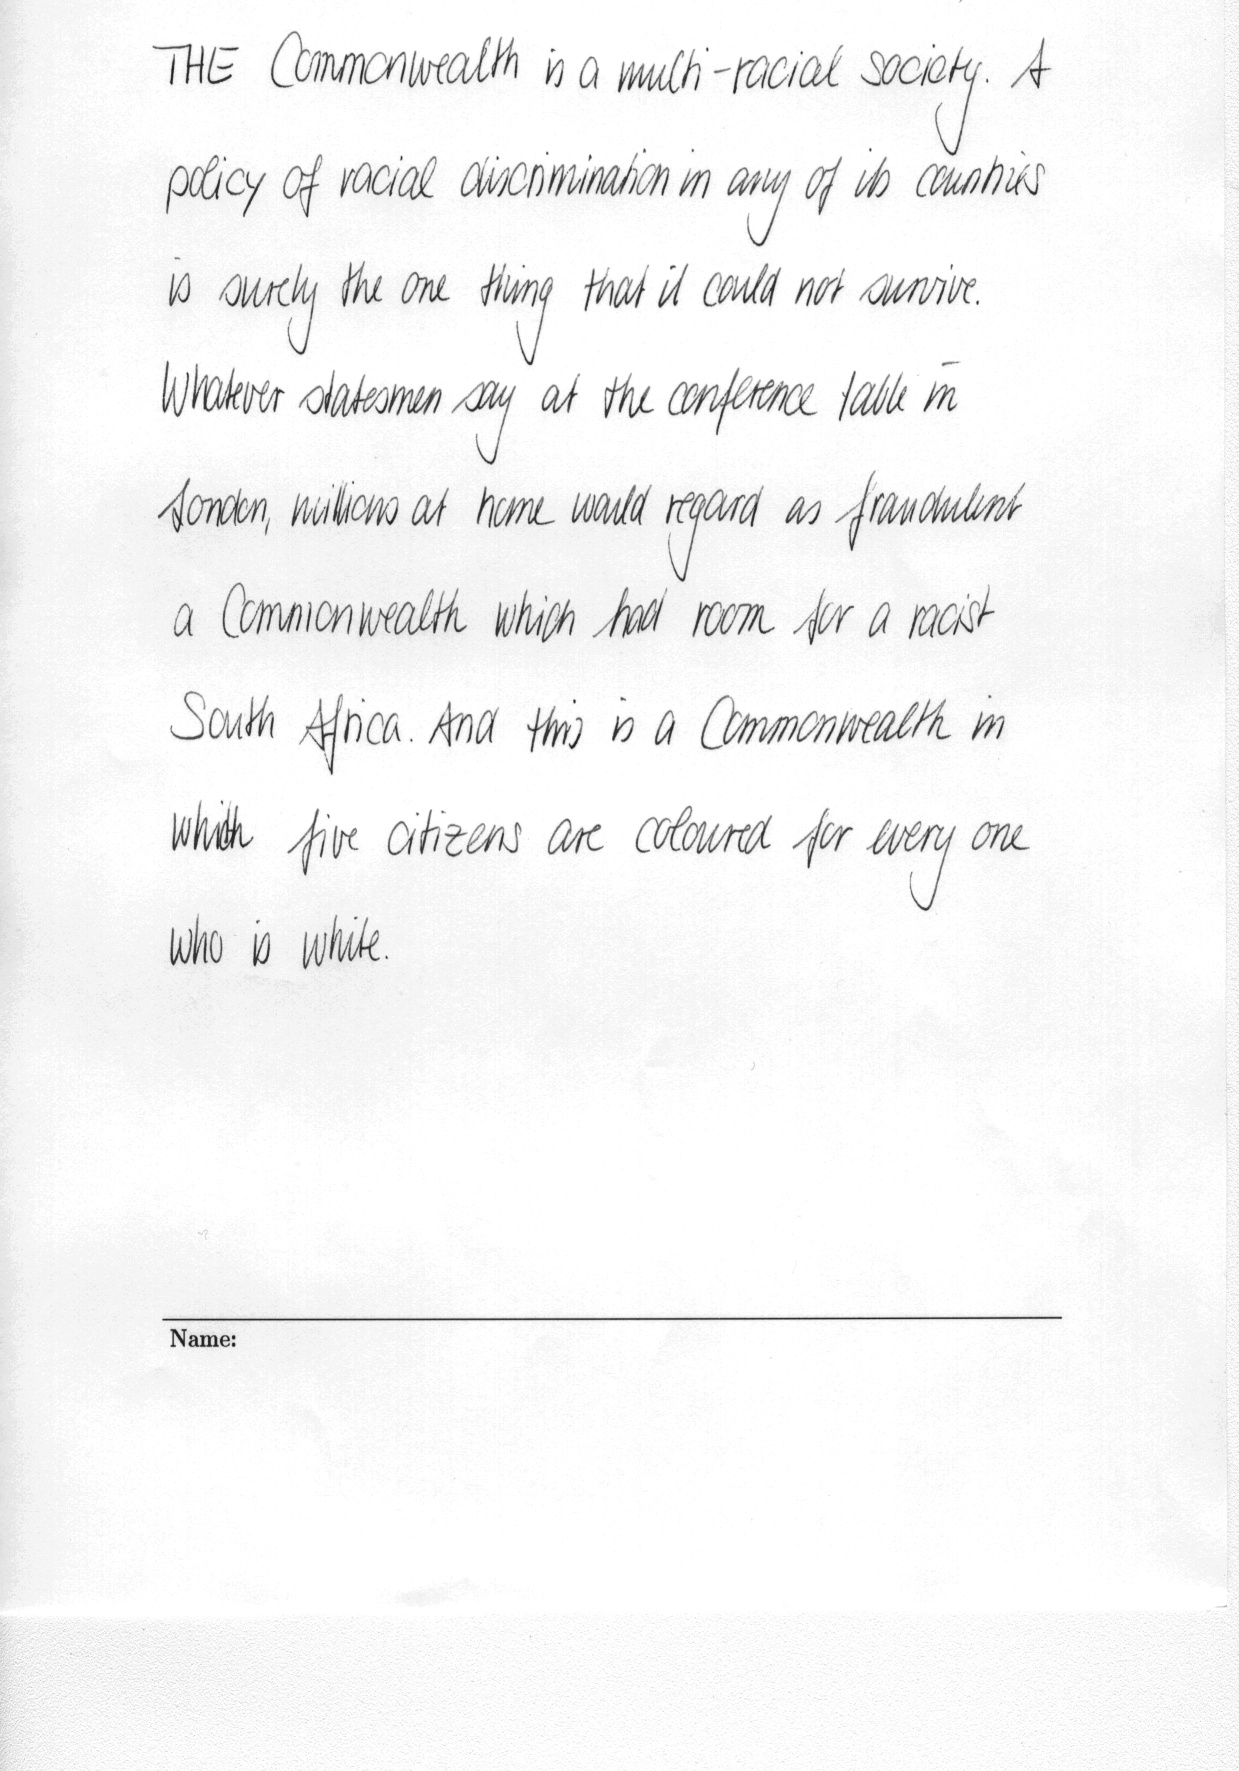 THE Commonwealth is a multi-racial society. A
policy of racial discrimination in any of its countries
is surely the one thing that it could not survive.
Whatever statesmen say at the conference table in
London, millions at home would regard as fraudulent
a Commonwealth which had room for a racist
South Africa. And this is a Commonwealth in
which five citizens are coloured for every one
who is white.
Name: